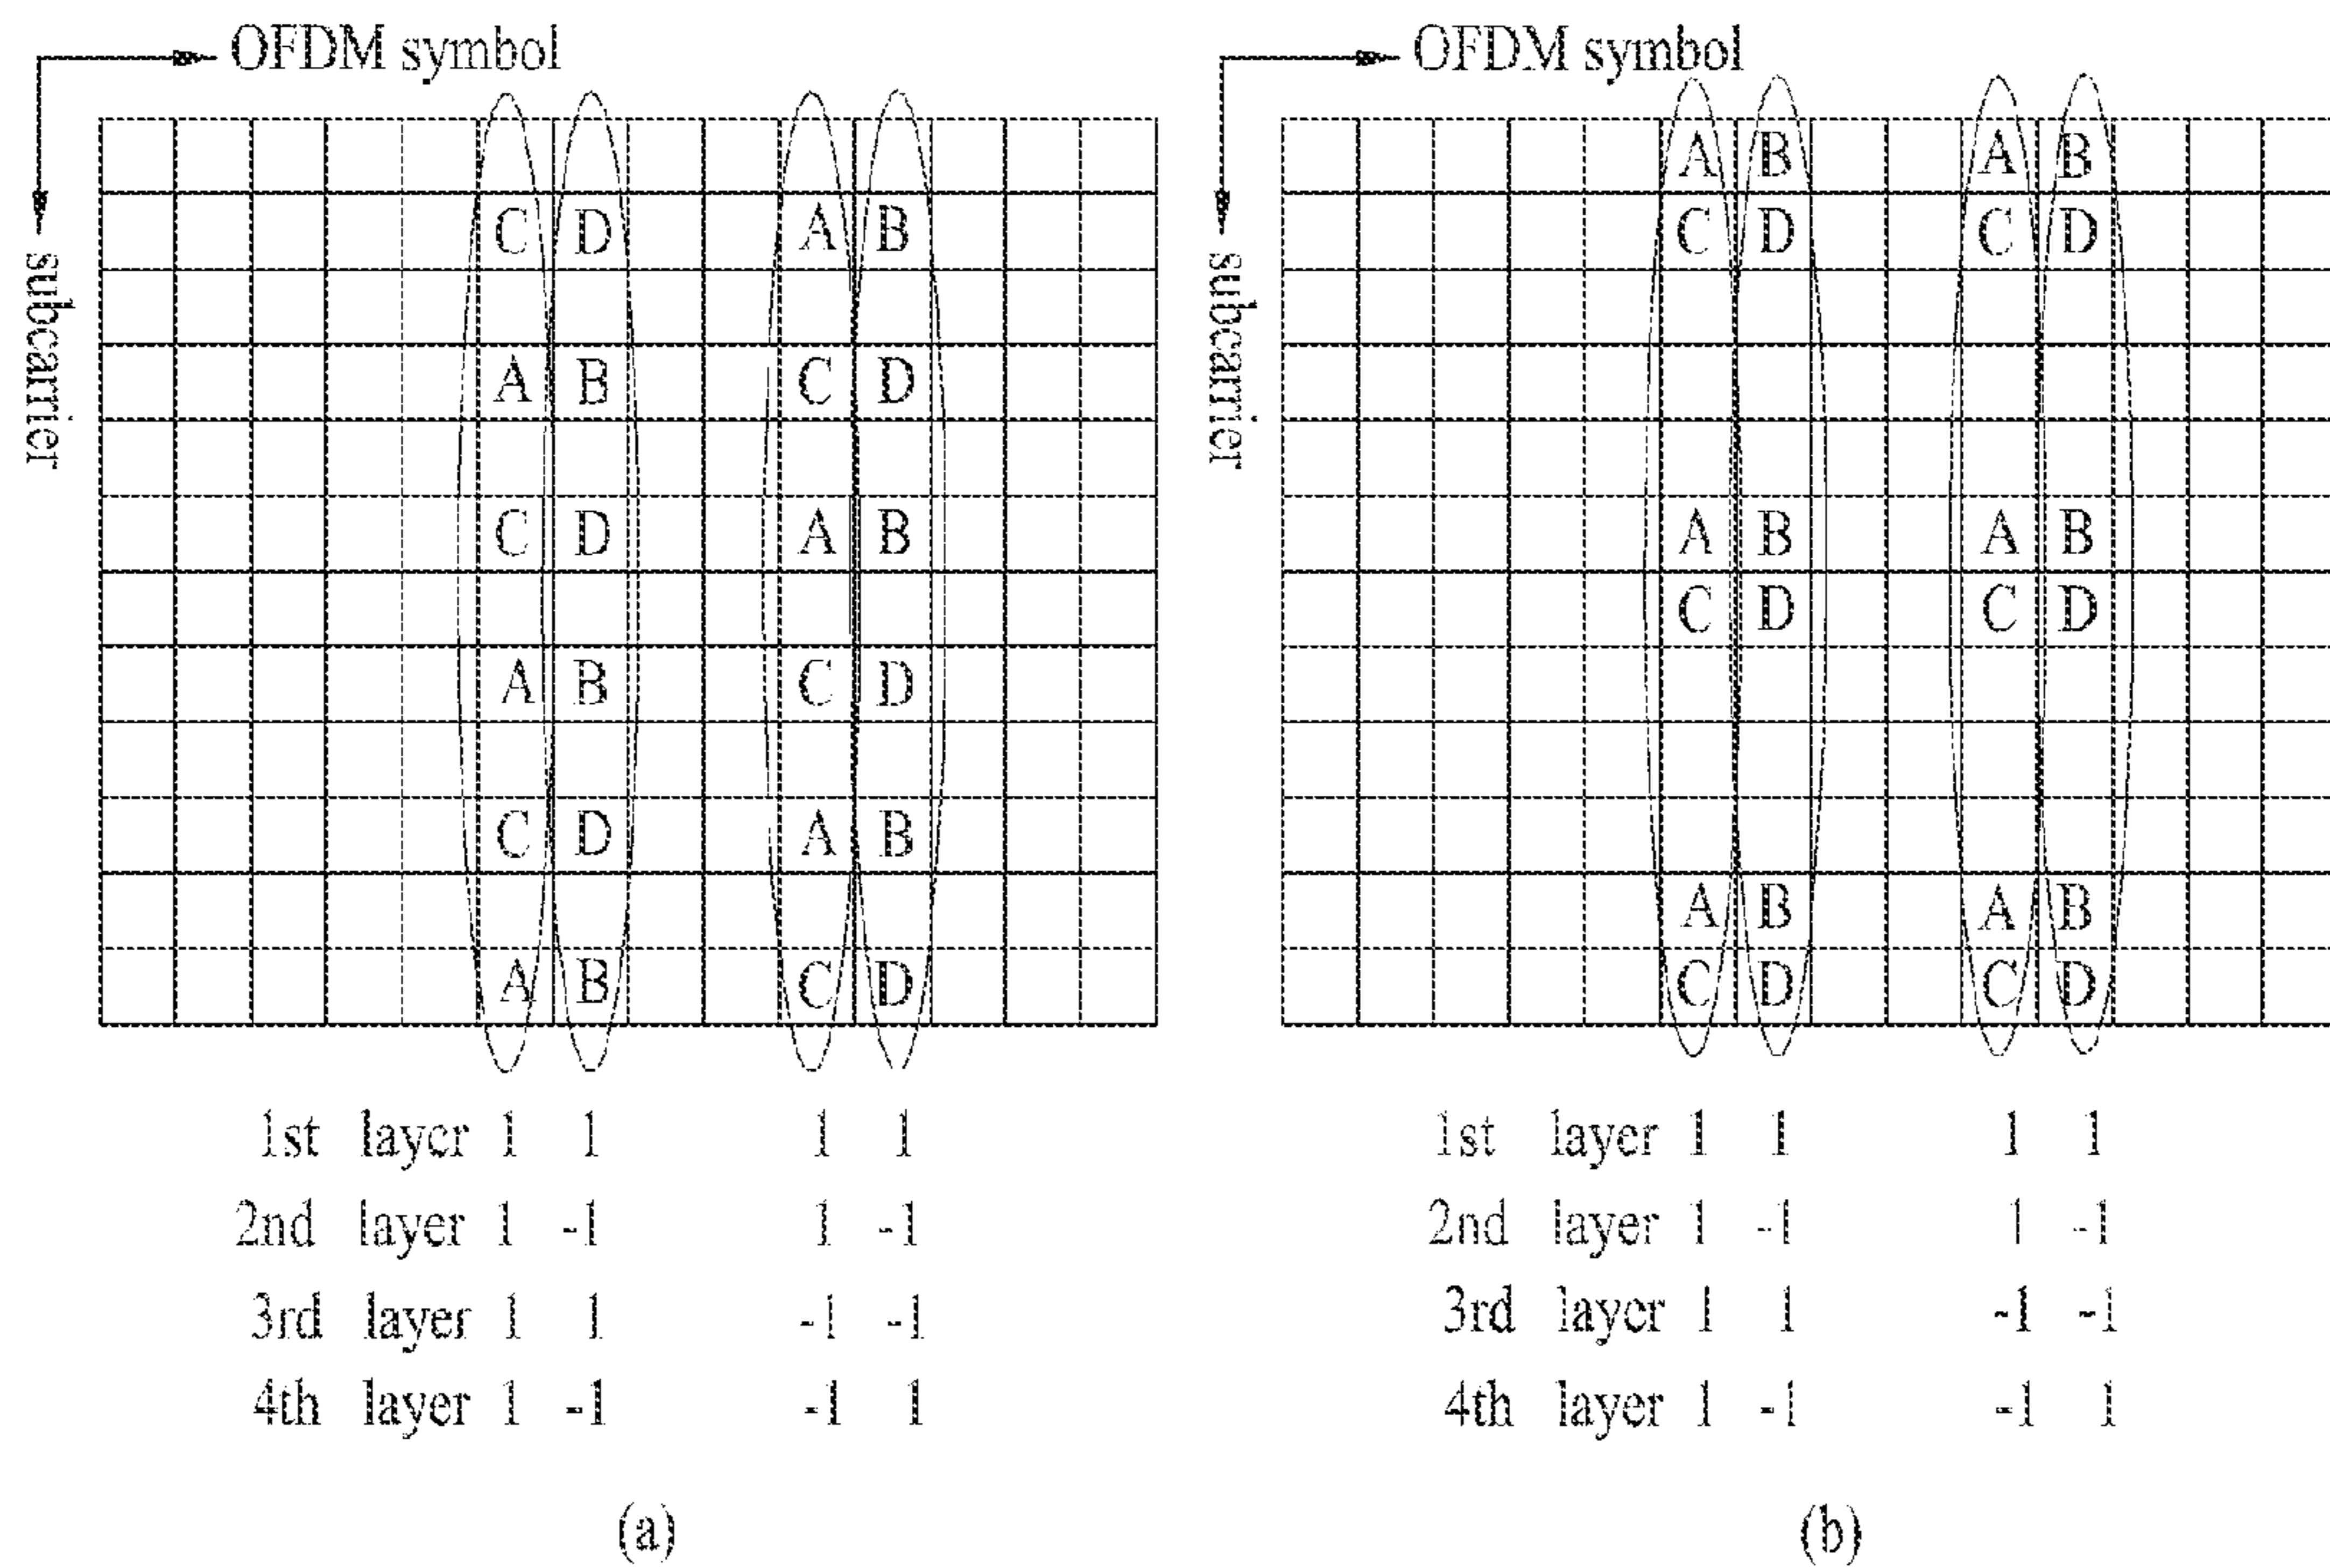 OFDM symbol
subcarrier
C D A B
A B C D
C D A B
A B C D
C D A B
A B C D
1st layer 1 1 1 1
2nd layer 1 -1 1 -1
3rd layer 1 1 -1 -1
4th layer 1 -1 -1 1
(a)
OFDM symbol
subcarrier
A B A B
C D C D
A B A B
C D C D
A B A B
C D C D
1st layer 1 1 1 1
2nd layer 1 -1 1 -1
3rd layer 1 1 -1 -1
4th layer 1 -1 -1 1
(b)